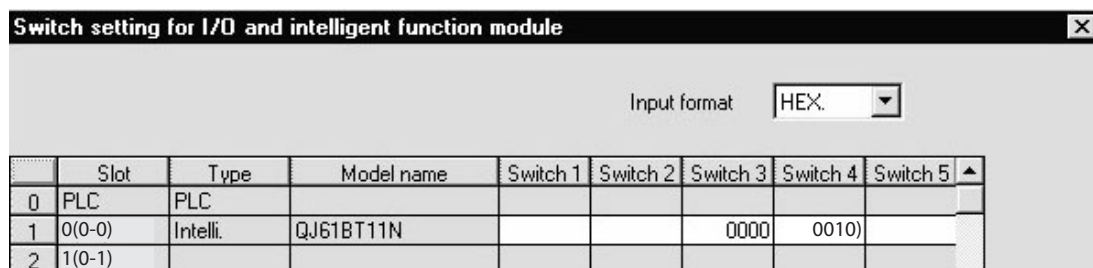 Switch setting for I/O and intelligent function module
Input format HEX.
Slot Type Model name Switch 1 Switch 2 Switch 3 Switch 4 Switch 5
0 PLC PLC
1 0(0-0) Intelli. QJ61BT11N 0000 0010)
2 1(0-1)